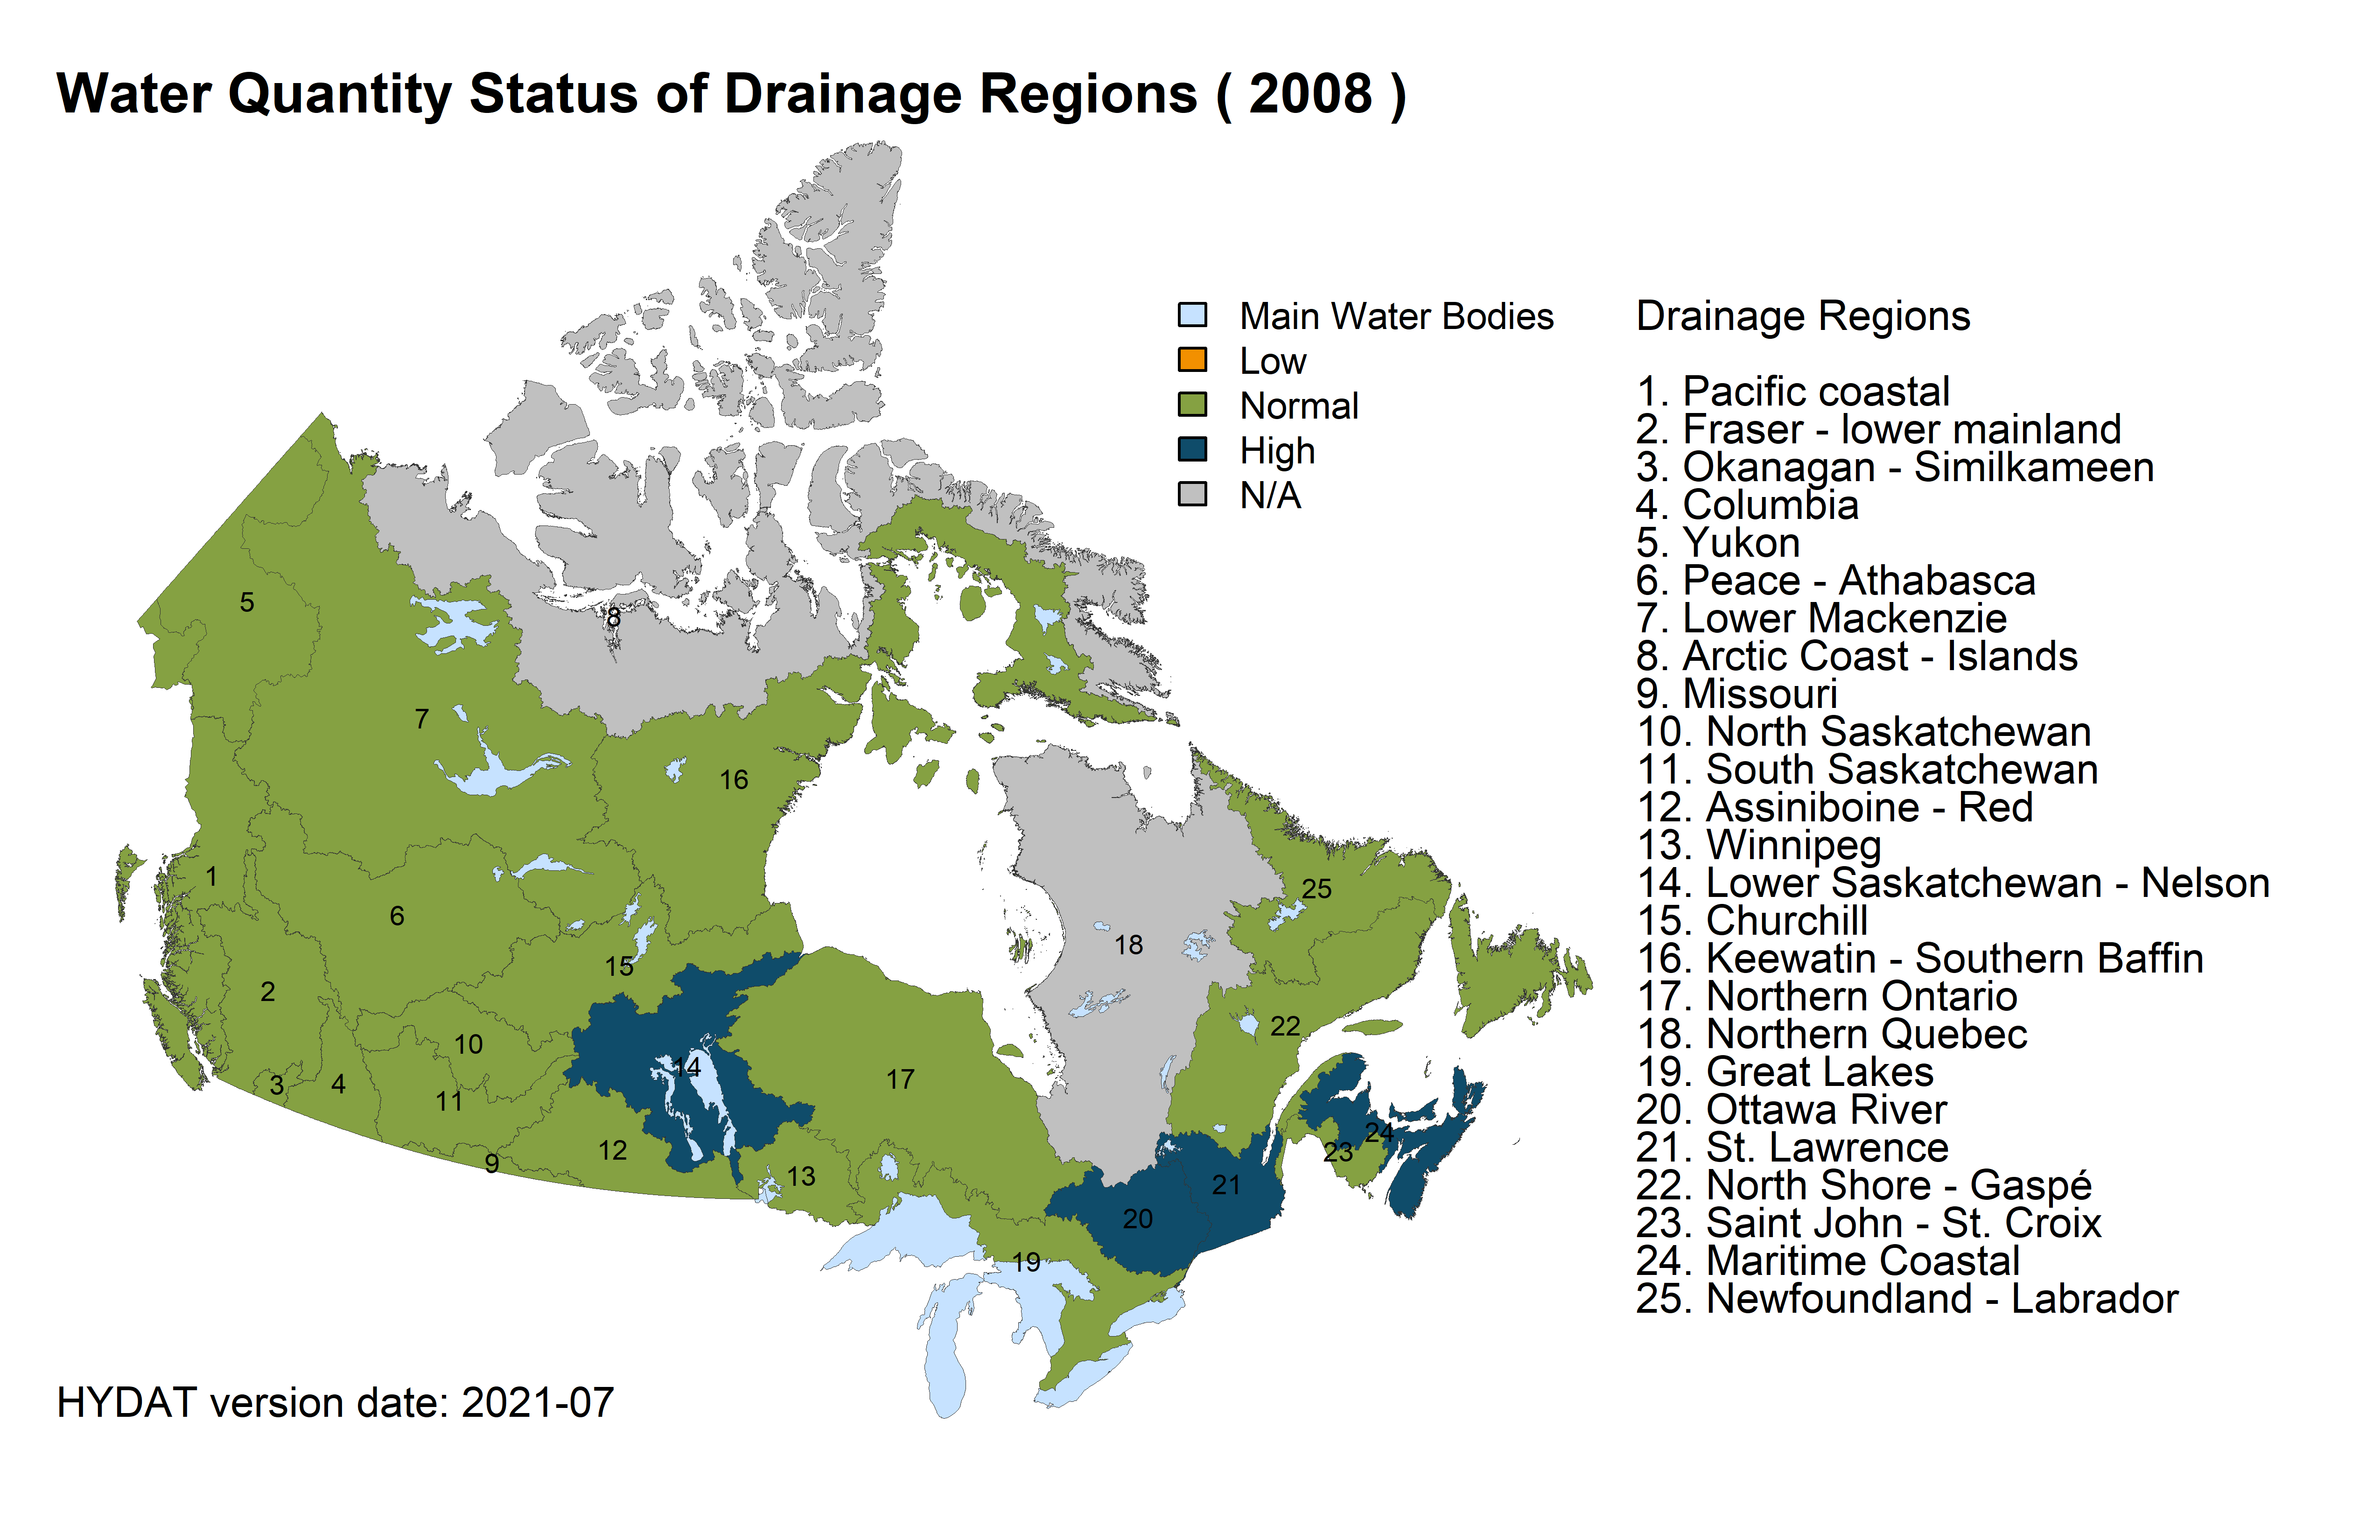 Water Quantity Status of Drainage Regions ( 2008 )
Main Water Bodies
Low
Normal
High
N/A
Drainage Regions
1. Pacific coastal
2. Fraser - lower mainland
3. Okanagan - Similkameen
4. Columbia
5. Yukon
6. Peace - Athabasca
7. Lower Mackenzie
8. Arctic Coast - Islands
9. Missouri
10. North Saskatchewan
11. South Saskatchewan
12. Assiniboine - Red
13. Winnipeg
14. Lower Saskatchewan - Nelson
15. Churchill
16. Keewatin - Southern Baffin
17. Northern Ontario
18. Northern Quebec
19. Great Lakes
20. Ottawa River
21. St. Lawrence
22. North Shore - Gaspé
23. Saint John - St. Croix
24. Maritime Coastal
25. Newfoundland - Labrador
5
8
7
16
1
25
6
18
15
2
22
10
14
17
3
4
11
24
12
23
9
13
21
20
19
HYDAT version date: 2021-07